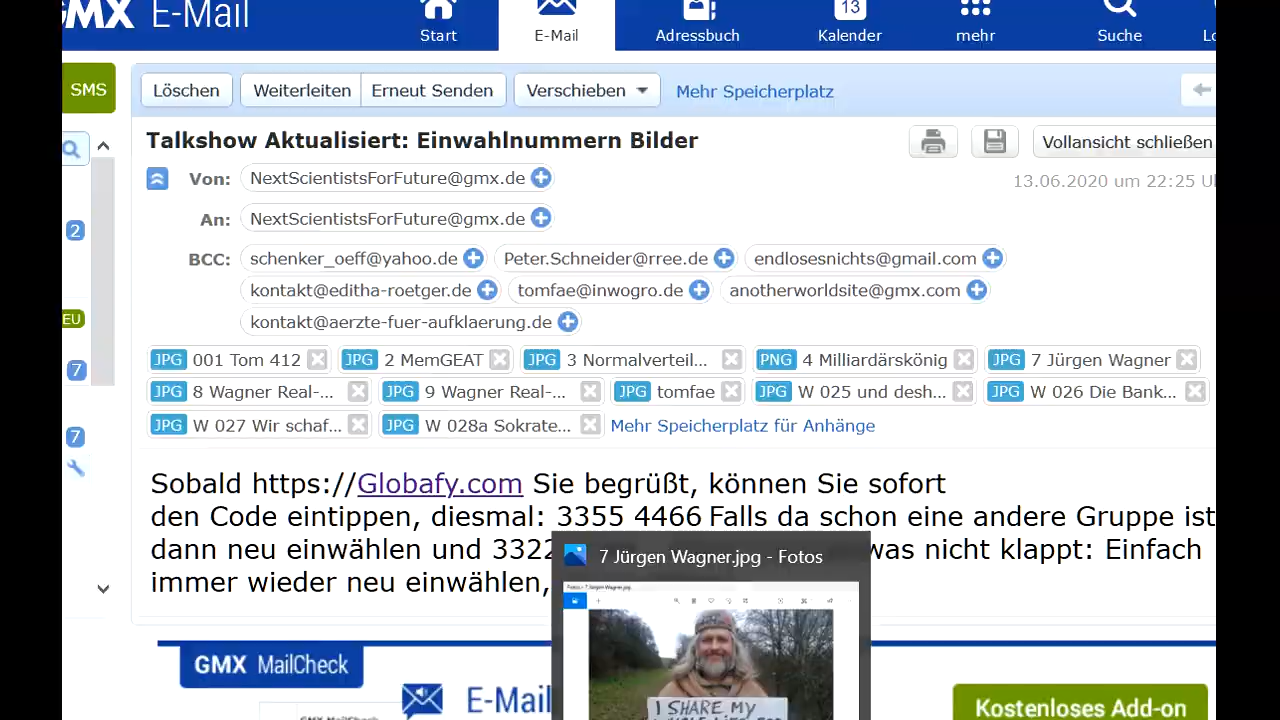 GMX E-Mail
Start E-Mail Adressbuch 13 Kalender mehr Suche
SMS Löschen Weiterleiten Erneut Senden Verschieben Mehr Speicherplatz
Talkshow Aktualisiert: Einwahlnummern Bilder Vollansicht schließen
Von: NextScientistsForFuture@gmx.de 13.06.2020 um 22:25
An: NextScientistsForFuture@gmx.de
2
BCC: schenker_oeff@yahoo.de Peter.Schneider@rree.de endlosesnichts@gmail.com
kontakt@editha-roetger.de tomfae@inwogro.de anotherworldsite@gmx.com
EU kontakt@aerzte-fuer-aufklaerung.de
7 JPG 001 Tom 412 JPG 2 MemGEAT JPG 3 Normalverteil... PNG 4 Milliardärskönig JPG 7 Jürgen Wagner
JPG 8 Wagner Real-... JPG 9 Wagner Real-... JPG tomfae JPG W 025 und desh... JPG W 026 Die Bank...
7 JPG W 027 Wir schaf... JPG W 028a Sokrate... Mehr Speicherplatz für Anhänge
Sobald https://Globafy.com Sie begrüßt, können Sie sofort
den Code eintippen, diesmal: 3355 4466 Falls da schon eine andere Gruppe ist
dann neu einwählen und 3322 was nicht klappt: Einfach
immer wieder neu einwählen,
7 Jürgen Wagner.jpg - Fotos
I SHARE MY
GMX MailCheck
E-Mail
Kostenloses Add-on